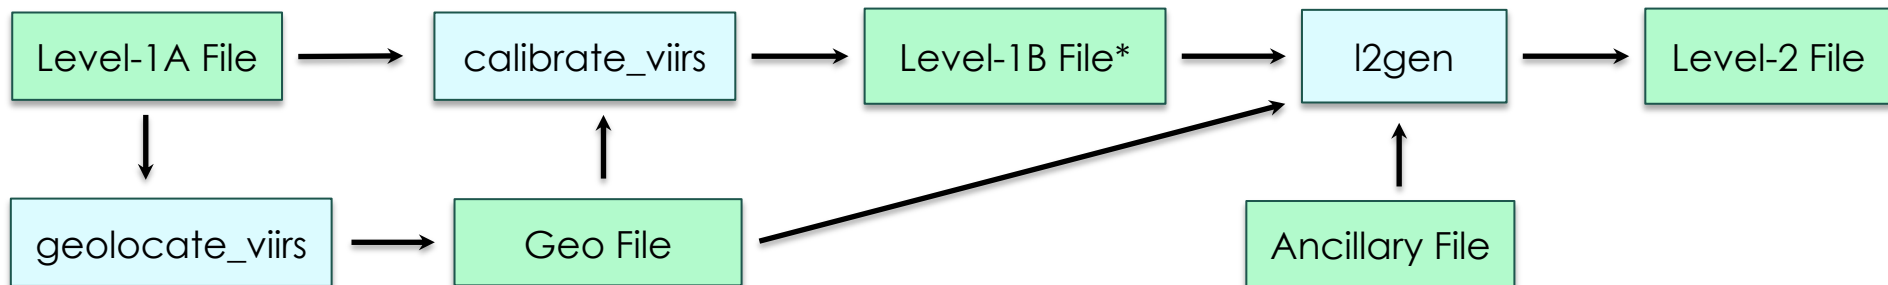 Level-1A File
calibrate_viirs
Level-1B File*
l2gen
Level-2 File
geolocate_viirs
Geo File
Ancillary File